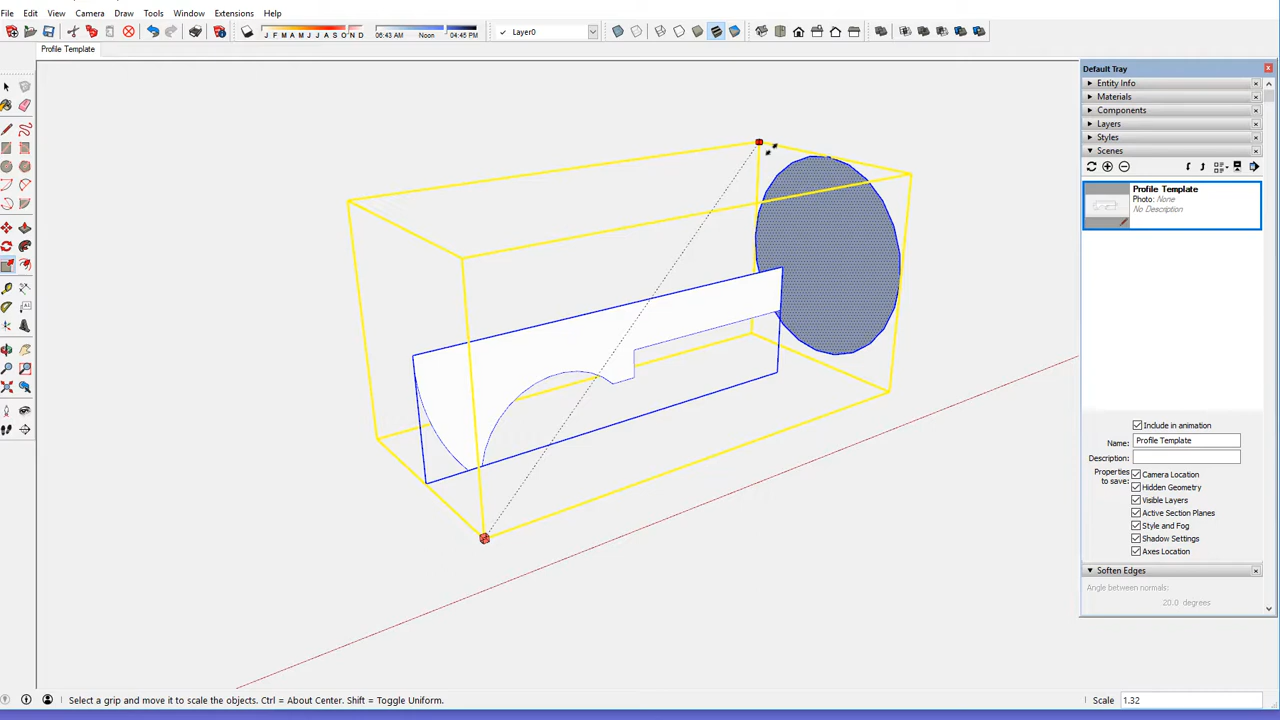 File Edit View Camera Draw Tools Window Extensions Help
J F M A M J J A S O N D
06:43 AM Noon 04:45 PM
✓ Layer0
Profile Template
Default Tray
Entity Info
Materials
Components
Layers
Styles
Scenes
Profile Template
Photo: None
No Description
Include in animation
Name: Profile Template
Description:
Properties to save:
Camera Location
Hidden Geometry
Visible Layers
Active Section Planes
Style and Fog
Shadow Settings
Axes Location
Soften Edges
Angle between normals:
20.0 degrees
Select a grip and move it to scale the objects. Ctrl = About Center. Shift = Toggle Uniform.
Scale 1.32